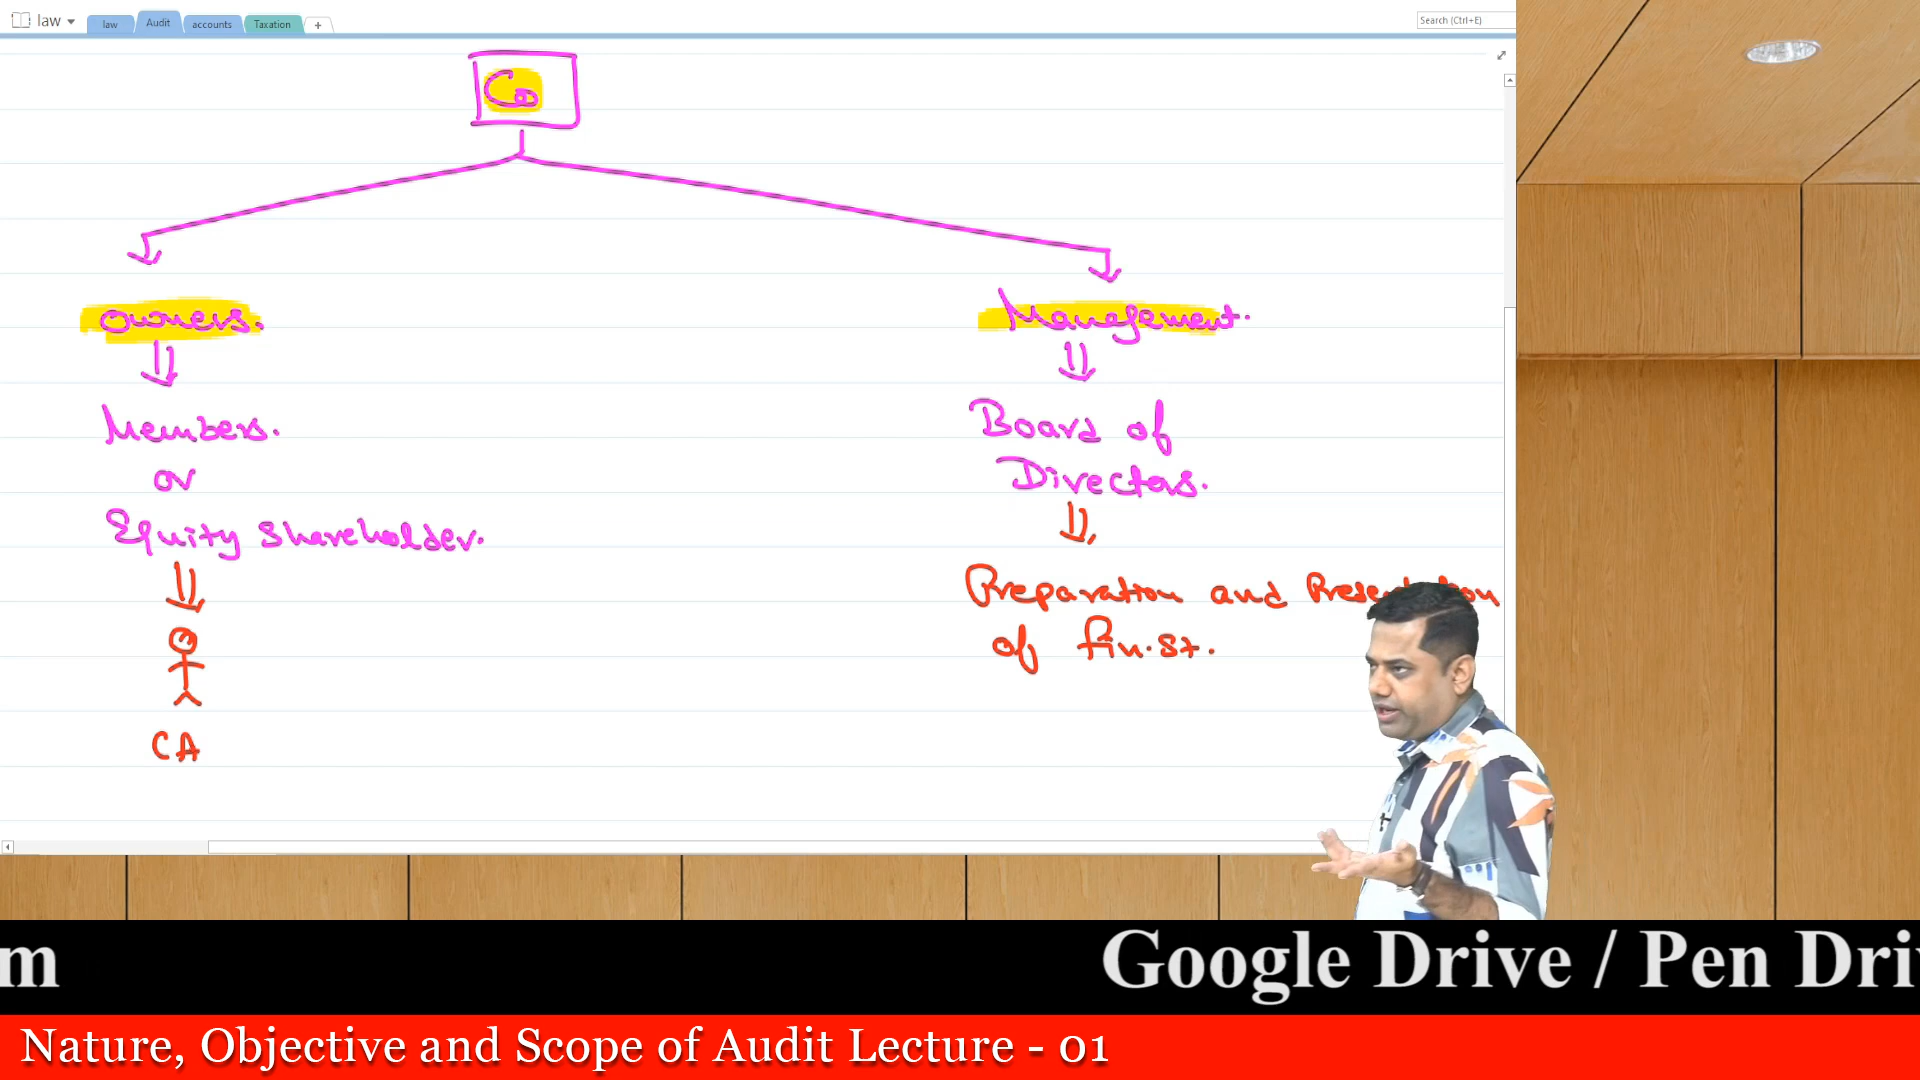 law
law Audit accounts Taxation +
Search (Ctrl+E)
Co
Owners. Management.
Members. Board of
or Directors.
Equity Shareholder.
Preparation and Presentation
of fin.st.
CA
m Google Drive / Pen Dri
Nature, Objective and Scope of Audit Lecture - 01